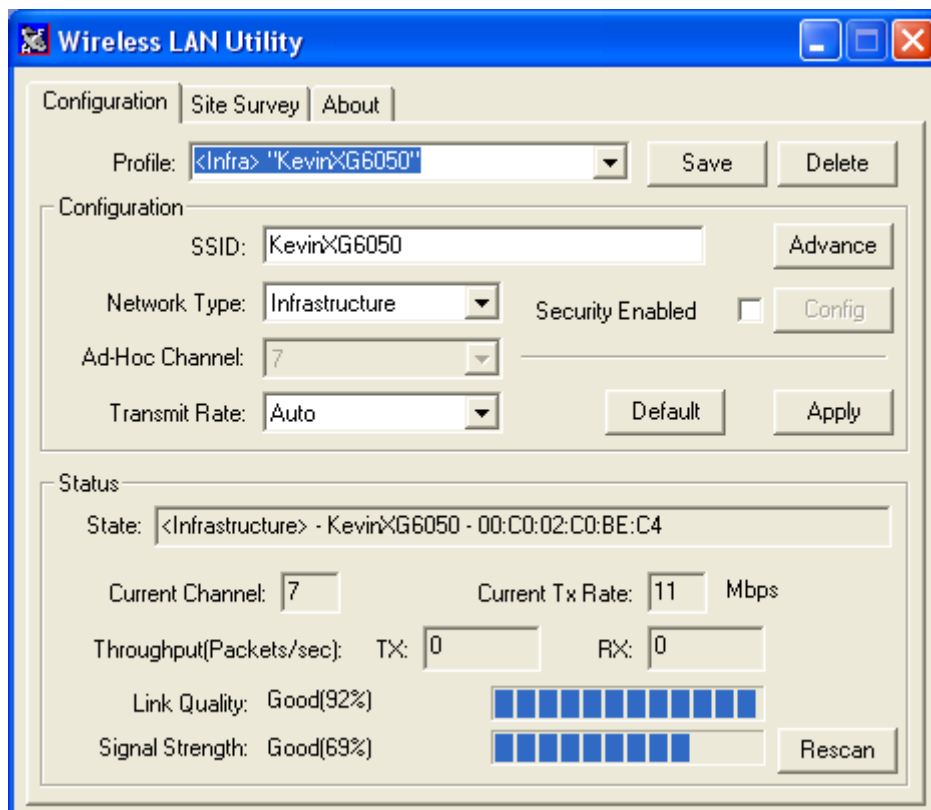 Wireless LAN Utility
Configuration Site Survey About
Profile: <Infra> "KevinXG6050" Save Delete
Configuration
SSID: KevinXG6050 Advance
Network Type: Infrastructure Security Enabled Config
Ad-Hoc Channel: 7
Transmit Rate: Auto Default Apply
Status
State: <Infrastructure> - KevinXG6050 - 00:C0:02:C0:BE:C4
Current Channel: 7 Current Tx Rate: 11 Mbps
Throughput(Packets/sec): TX: 0 RX: 0
Link Quality: Good(92%)
Signal Strength: Good(69%) Rescan